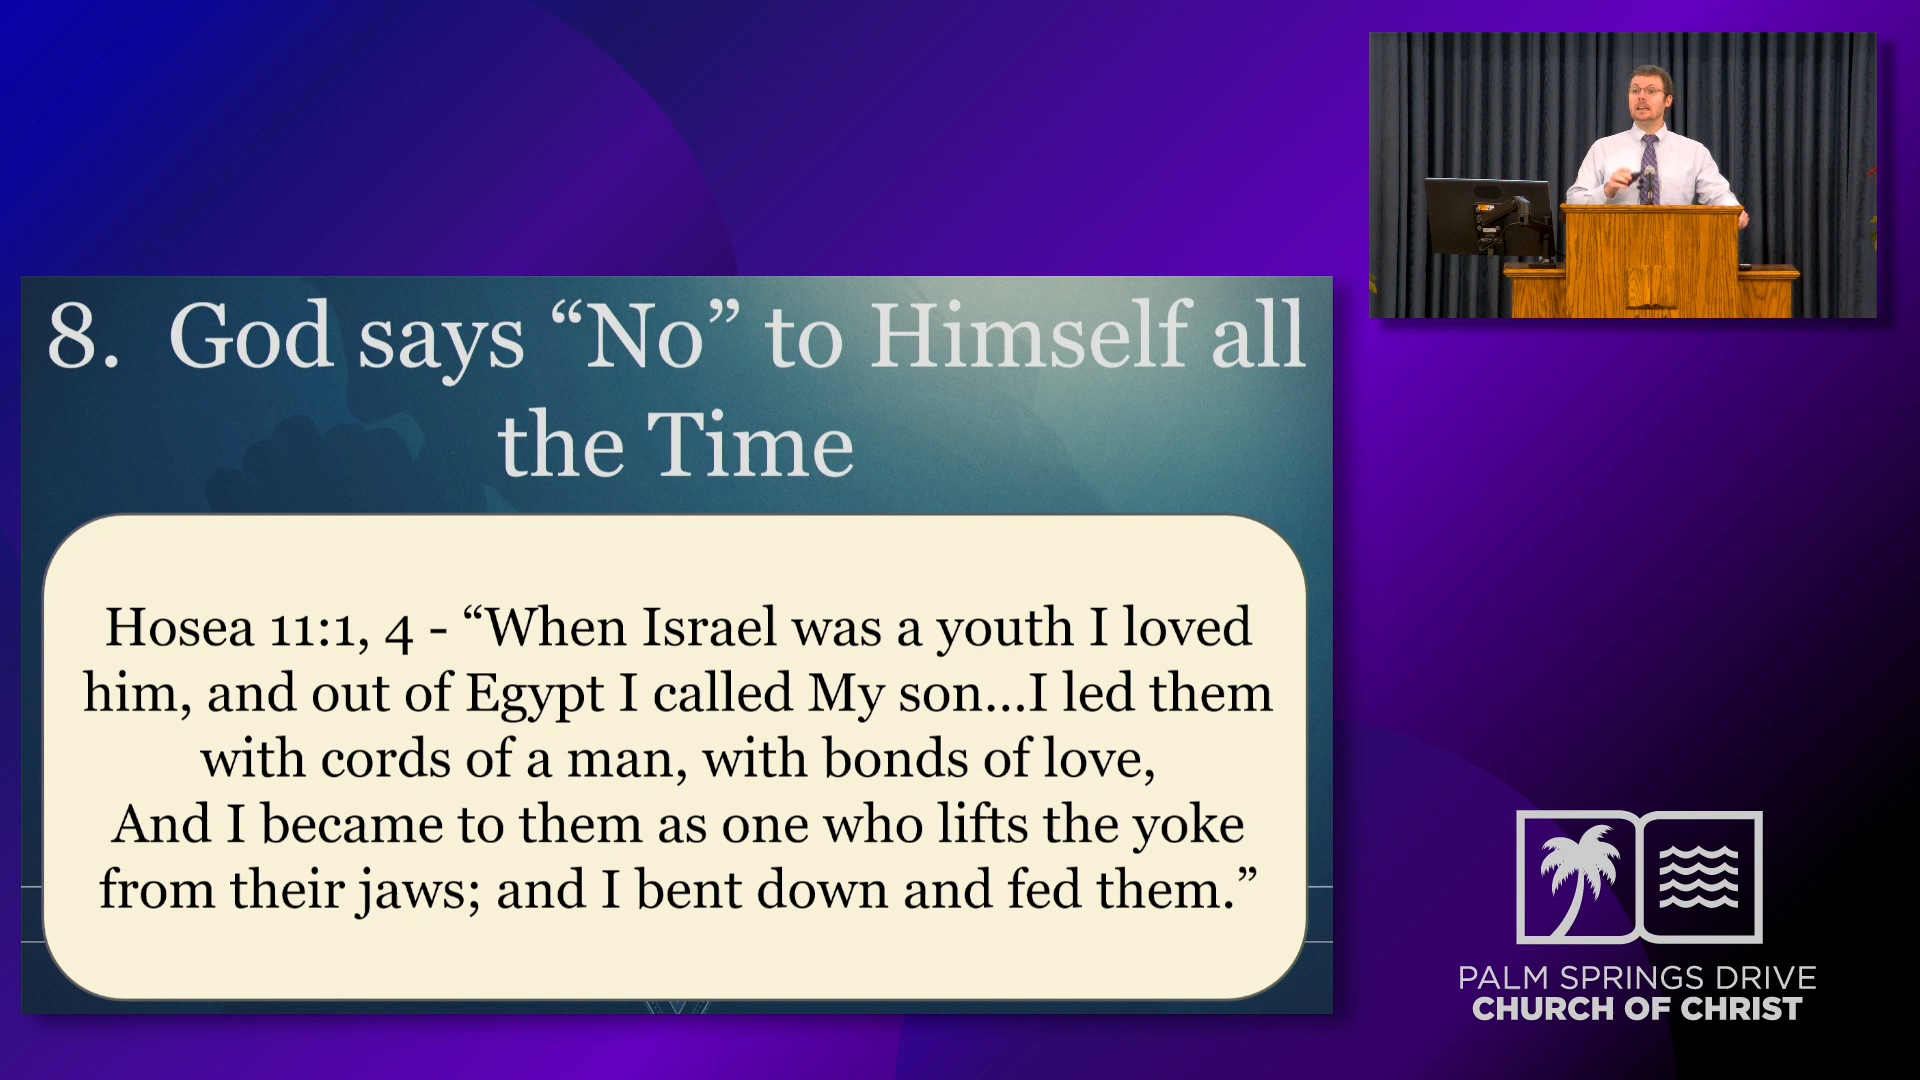 8. God says “No” to Himself all
the Time
Hosea 11:1, 4 - “When Israel was a youth I loved
him, and out of Egypt I called My son...I led them
with cords of a man, with bonds of love,
And I became to them as one who lifts the yoke
from their jaws; and I bent down and fed them.”
PALM SPRINGS DRIVE
CHURCH OF CHRIST